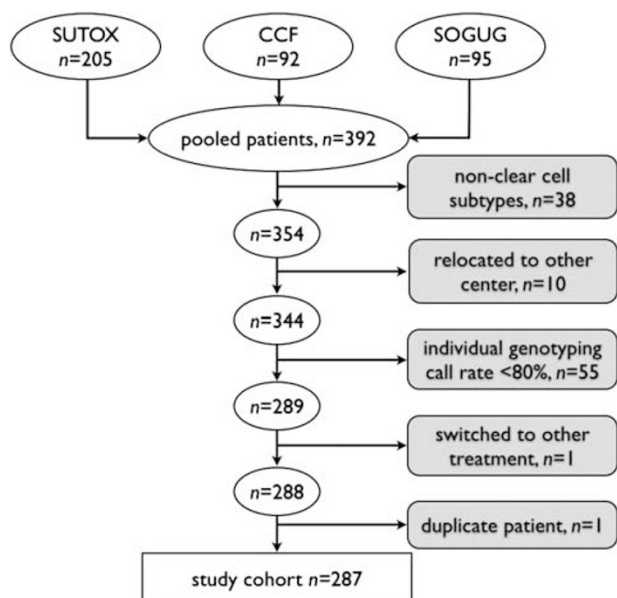 SUTOX
n=205
CCF
n=92
SOGUG
n=95
pooled patients, n=392
non-clear cell
subtypes, n=38
n=354
relocated to other
center, n=10
n=344
individual genotyping
call rate <80%, n=55
n=289
switched to other
treatment, n=1
n=288
duplicate patient, n=1
study cohort n=287